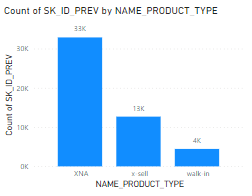 Count of SK_ID_PREV by NAME_PRODUCT_TYPE
33K
30K
20K
13K
10K
4K
0K
XNA
x-sell
walk in
Count of SK_ID_PREV
NAME_PRODUCT_TYPE